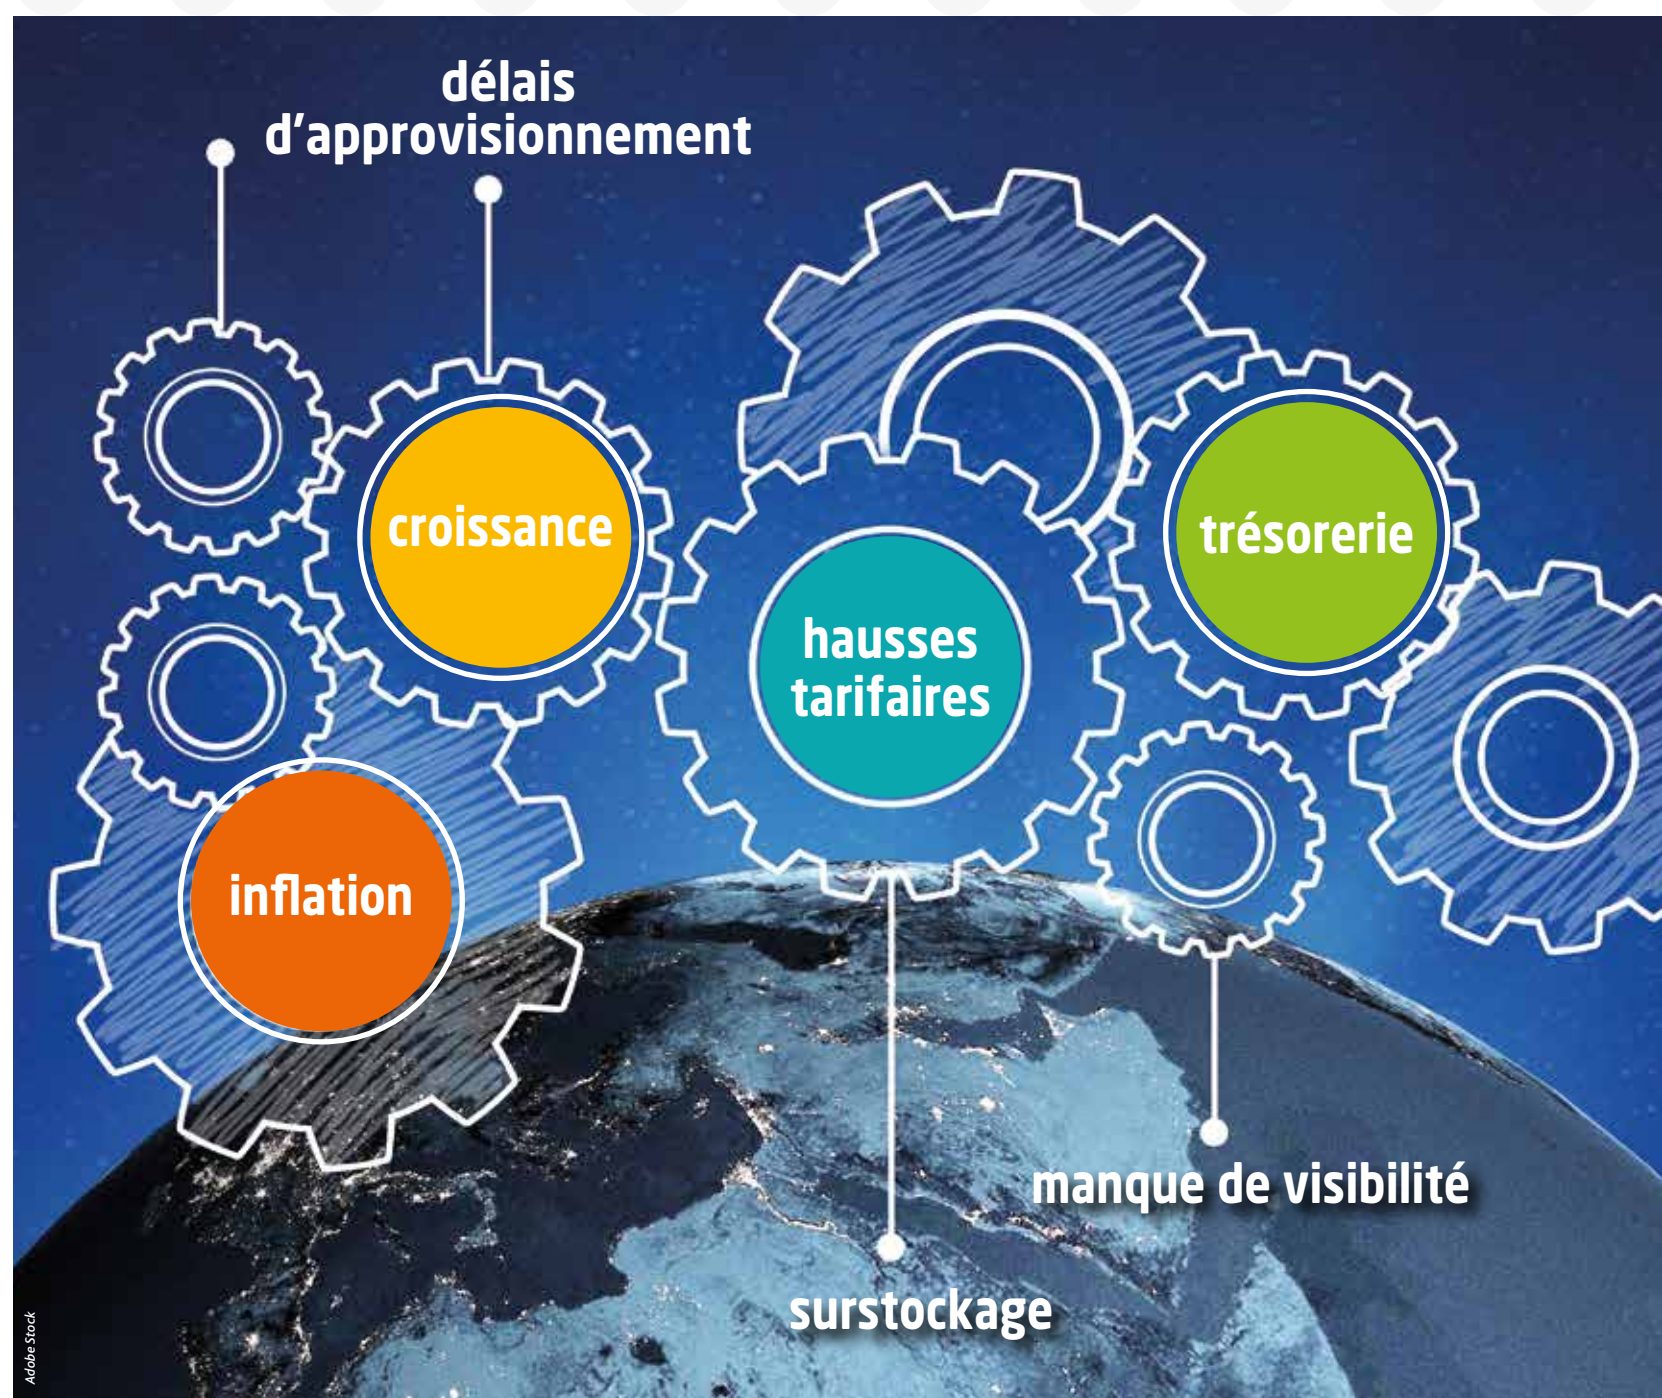 délais
d'approvisionnement
croissance
trésorerie
hausses
tarifaires
inflation
manque de visibilité
surstockage
Adobe Stock